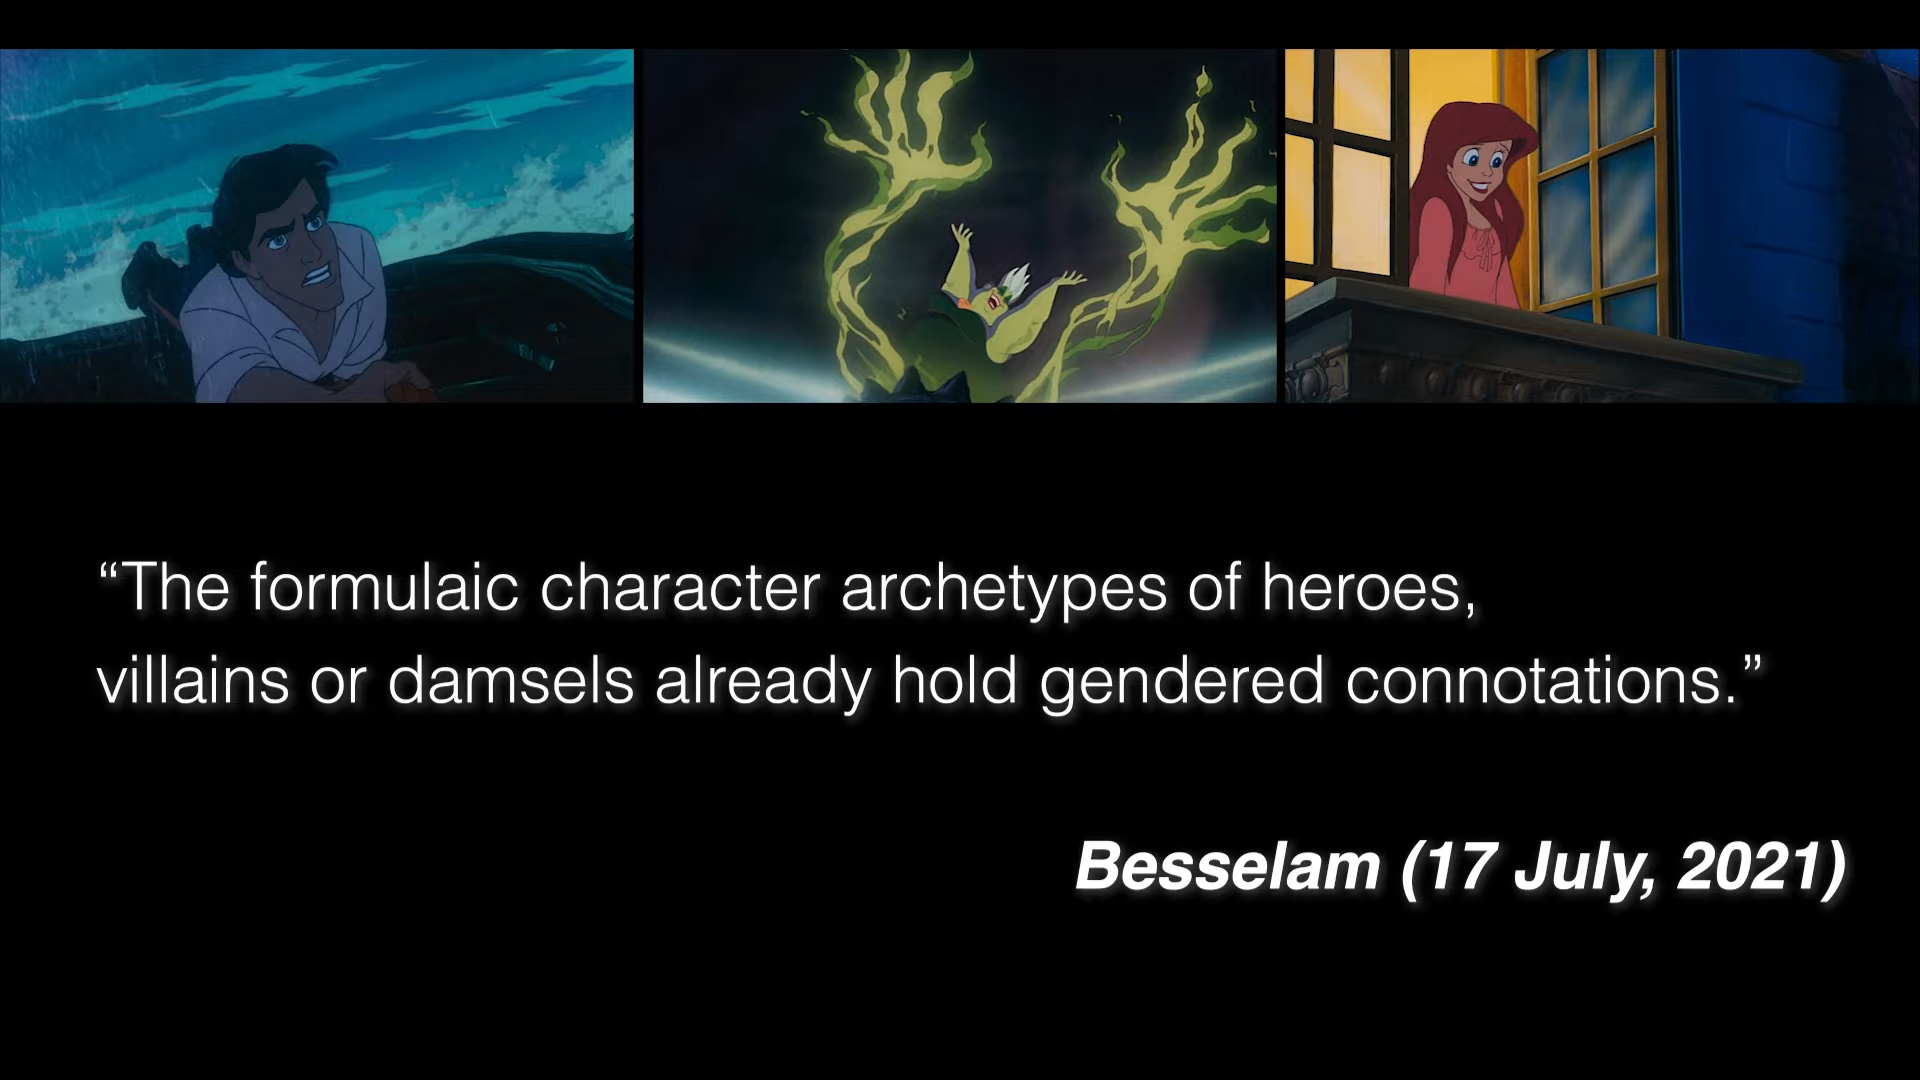 “The formulaic character archetypes of heroes,
villains or damsels already hold gendered connotations.”
Besselam (17 July, 2021)